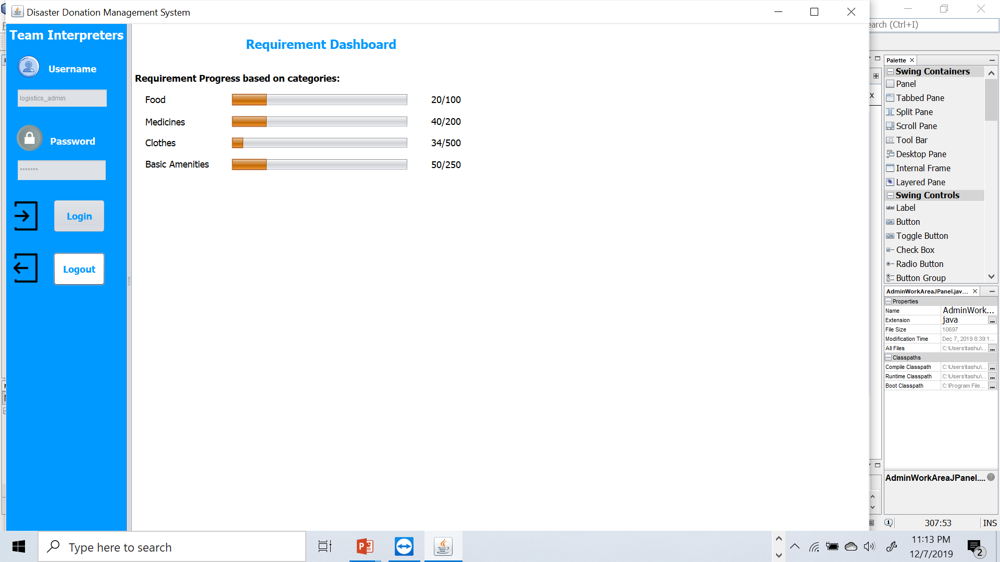 Disaster Donation Management System
Team Interpreters
Username
logistics_admin
Password
*******
Login
Logout
Requirement Dashboard
Requirement Progress based on categories:
Food 20/100
Medicines 40/200
Clothes 34/500
Basic Amenities 50/250
earch (Ctrl+I)
Palette
Swing Containers
Panel
Tabbed Pane
Split Pane
Scroll Pane
Tool Bar
Desktop Pane
Internal Frame
Layered Pane
Swing Controls
label Label
OK Button
ON Toggle Button
Check Box
Radio Button
Button Group
AdminWorkAreaJPanel.jav...
Properties
Name AdminWork...
Extension java
File Size 10697
Modification Time Dec 7, 2019 8:39:1...
All Files C:\Users\tashu\...
Classpaths
Compile Classpath C:\Users\tashu\...
Runtime Classpath C:\Users\tashu\...
Boot Classpath C:\Program File...
AdminWorkAreaJPanel....
307:53 INS
Type here to search
11:13 PM
12/7/2019
2